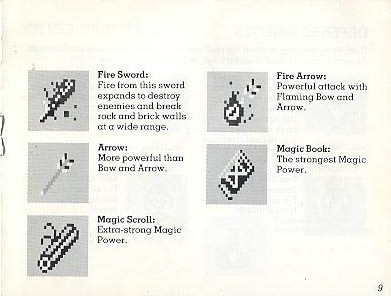 Fire Sword:
Fire from this sword
expands to destroy
enemies and break
rock and brick walls
at a wide range.
Arrow:
More powerful than
Bow and Arrow.
Magic Scroll:
Extra-strong Magic
Power.
Fire Arrow:
Powerful attack with
Flaming Bow and
Arrow.
Magic Book:
The strongest Magic
Power.
9